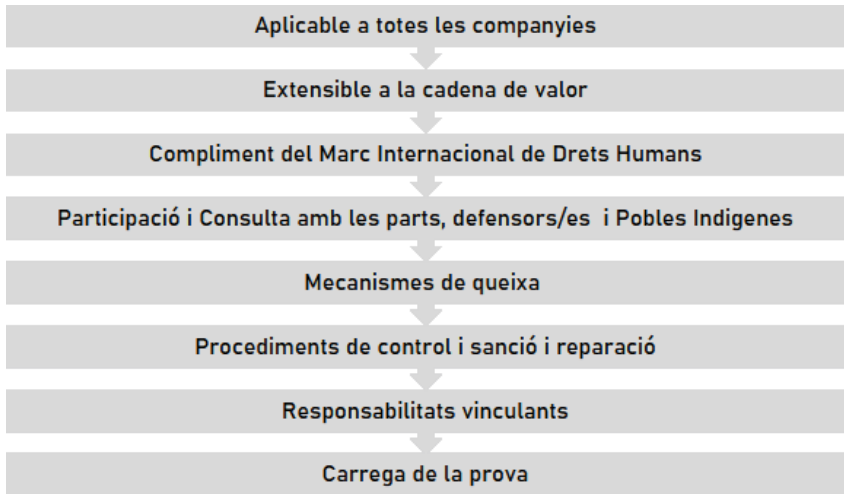 Aplicable a totes les companyies
Extensible a la cadena de valor
Compliment del Marc Internacional de Drets Humans
Participació i Consulta amb les parts, defensors/es i Pobles Indigenes
Mecanismes de queixa
Procediments de control i sanció i reparació
Responsabilitats vinculants
Carrega de la prova